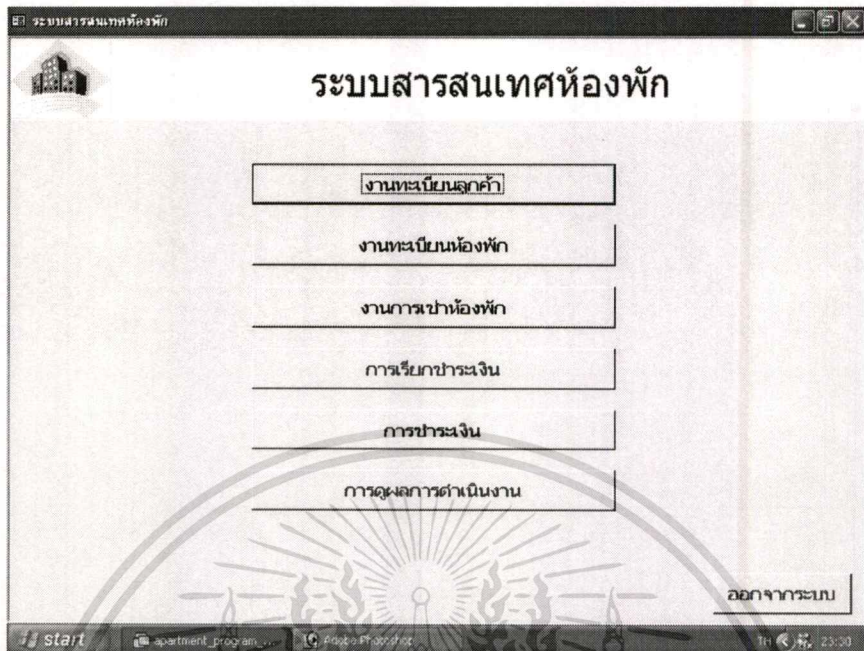 ระบบสารสนเทศห้องพัก
ระบบสารสนเทศห้องพัก
งานทะเบียนลูกค้า
งานทะเบียนห้องพัก
งานการเช่าห้องพัก
การเรียกชำระเงิน
การชำระเงิน
การดูผลการดำเนินงาน
ออกจากระบบ
start
apartment_program_...
Adobe Photoshop
TH
23:30